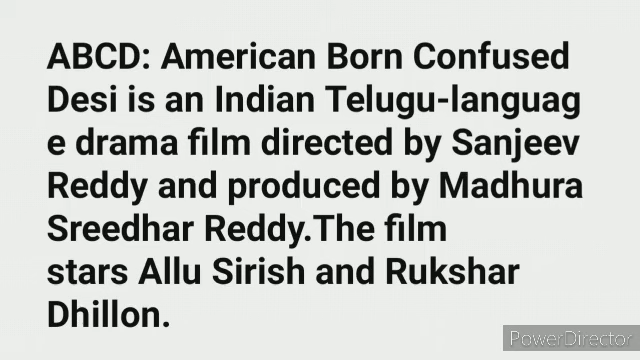 ABCD: American Born Confused
Desi is an Indian Telugu-languag
e drama film directed by Sanjeev
Reddy and produced by Madhura
Sreedhar Reddy.The film
stars Allu Sirish and Rukshar
Dhillon.
PowerDirector